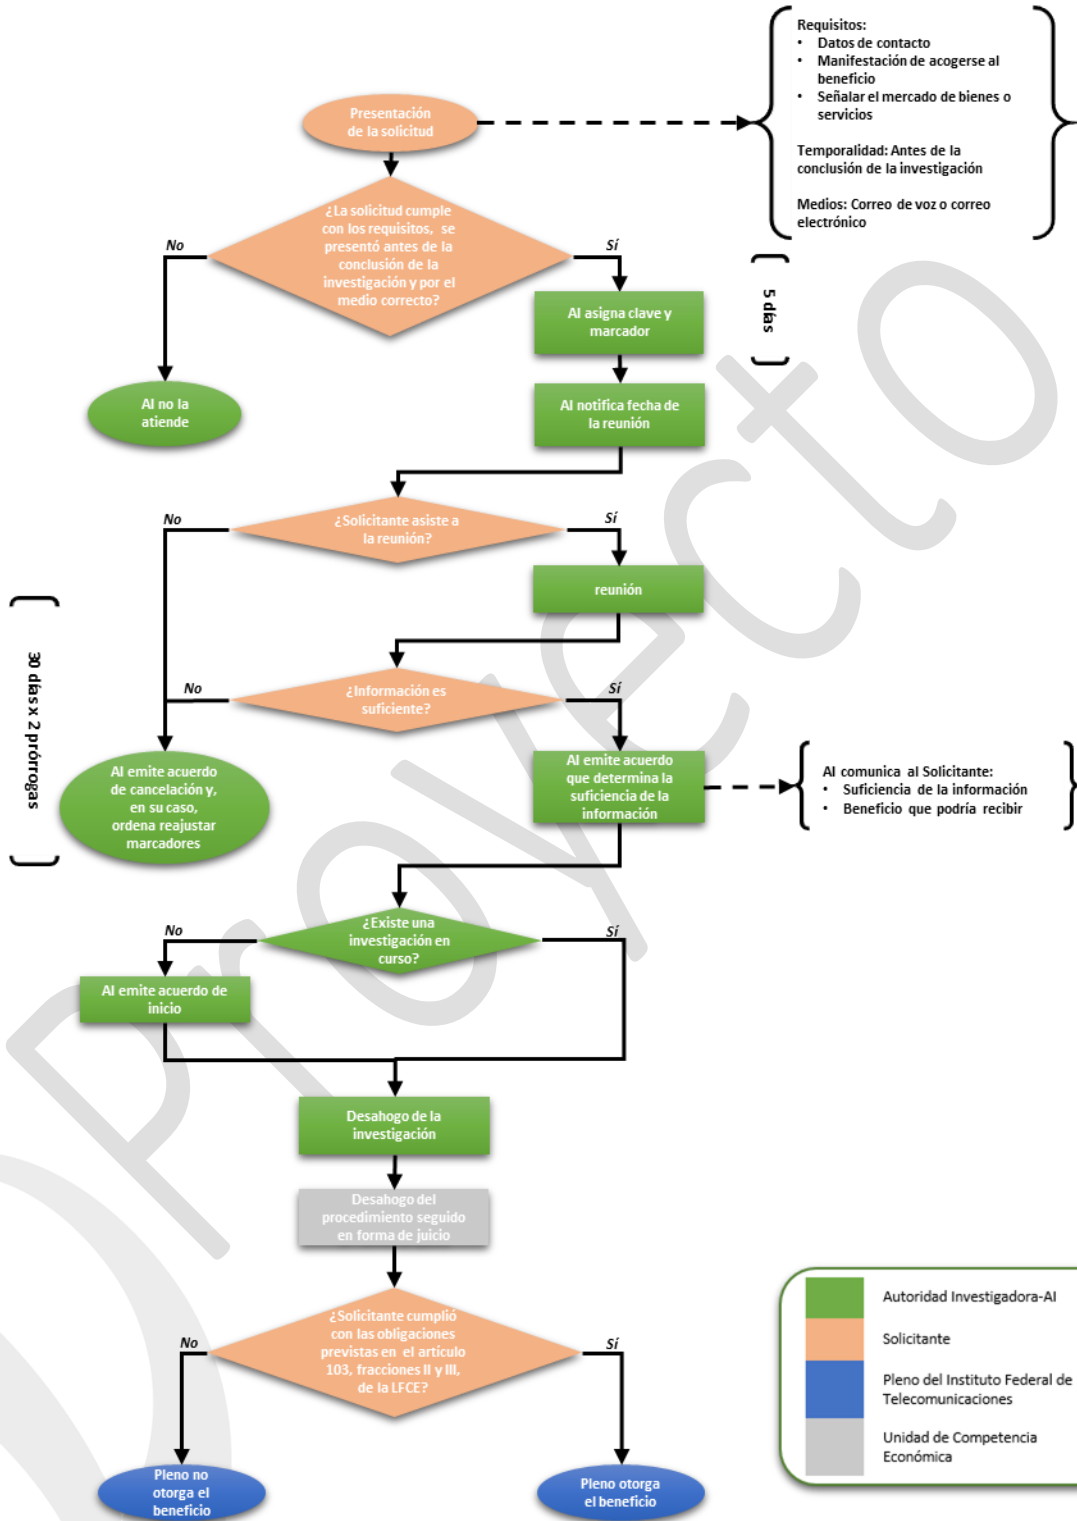 Requisitos:
• Datos de contacto
• Manifestación de acogerse al
beneficio
• Señalar el mercado de bienes o
servicios
Temporalidad: Antes de la
conclusión de la investigación
Medios: Correo de voz o correo
electrónico
Presentación
de la solicitud
¿La solicitud cumple
con los requisitos, se
presentó antes de la
conclusión de la
investigación y por el
medio correcto?
No
Sí
5 días
AI asigna clave y
marcador
AI no la
atiende
AI notifica fecha de
la reunión
¿Solicitante asiste a
la reunión?
No
Sí
reunión
30 días x 2 prórrogas
¿Información es
suficiente?
No
Sí
AI emite acuerdo
de cancelación y,
en su caso,
ordena reajustar
marcadores
AI emite acuerdo
que determina la
suficiencia de la
información
AI comunica al Solicitante:
• Suficiencia de la información
• Beneficio que podría recibir
¿Existe una
investigación en
curso?
No
Sí
AI emite acuerdo de
inicio
Desahogo de la
investigación
Desahogo del
procedimiento seguido
en forma de juicio
¿Solicitante cumplió
con las obligaciones
previstas en el artículo
103, fracciones II y III,
de la LFCE?
No
Sí
Pleno no
otorga el
beneficio
Pleno otorga
el beneficio
Autoridad Investigadora-AI
Solicitante
Pleno del Instituto Federal de
Telecomunicaciones
Unidad de Competencia
Económica
Proyecto